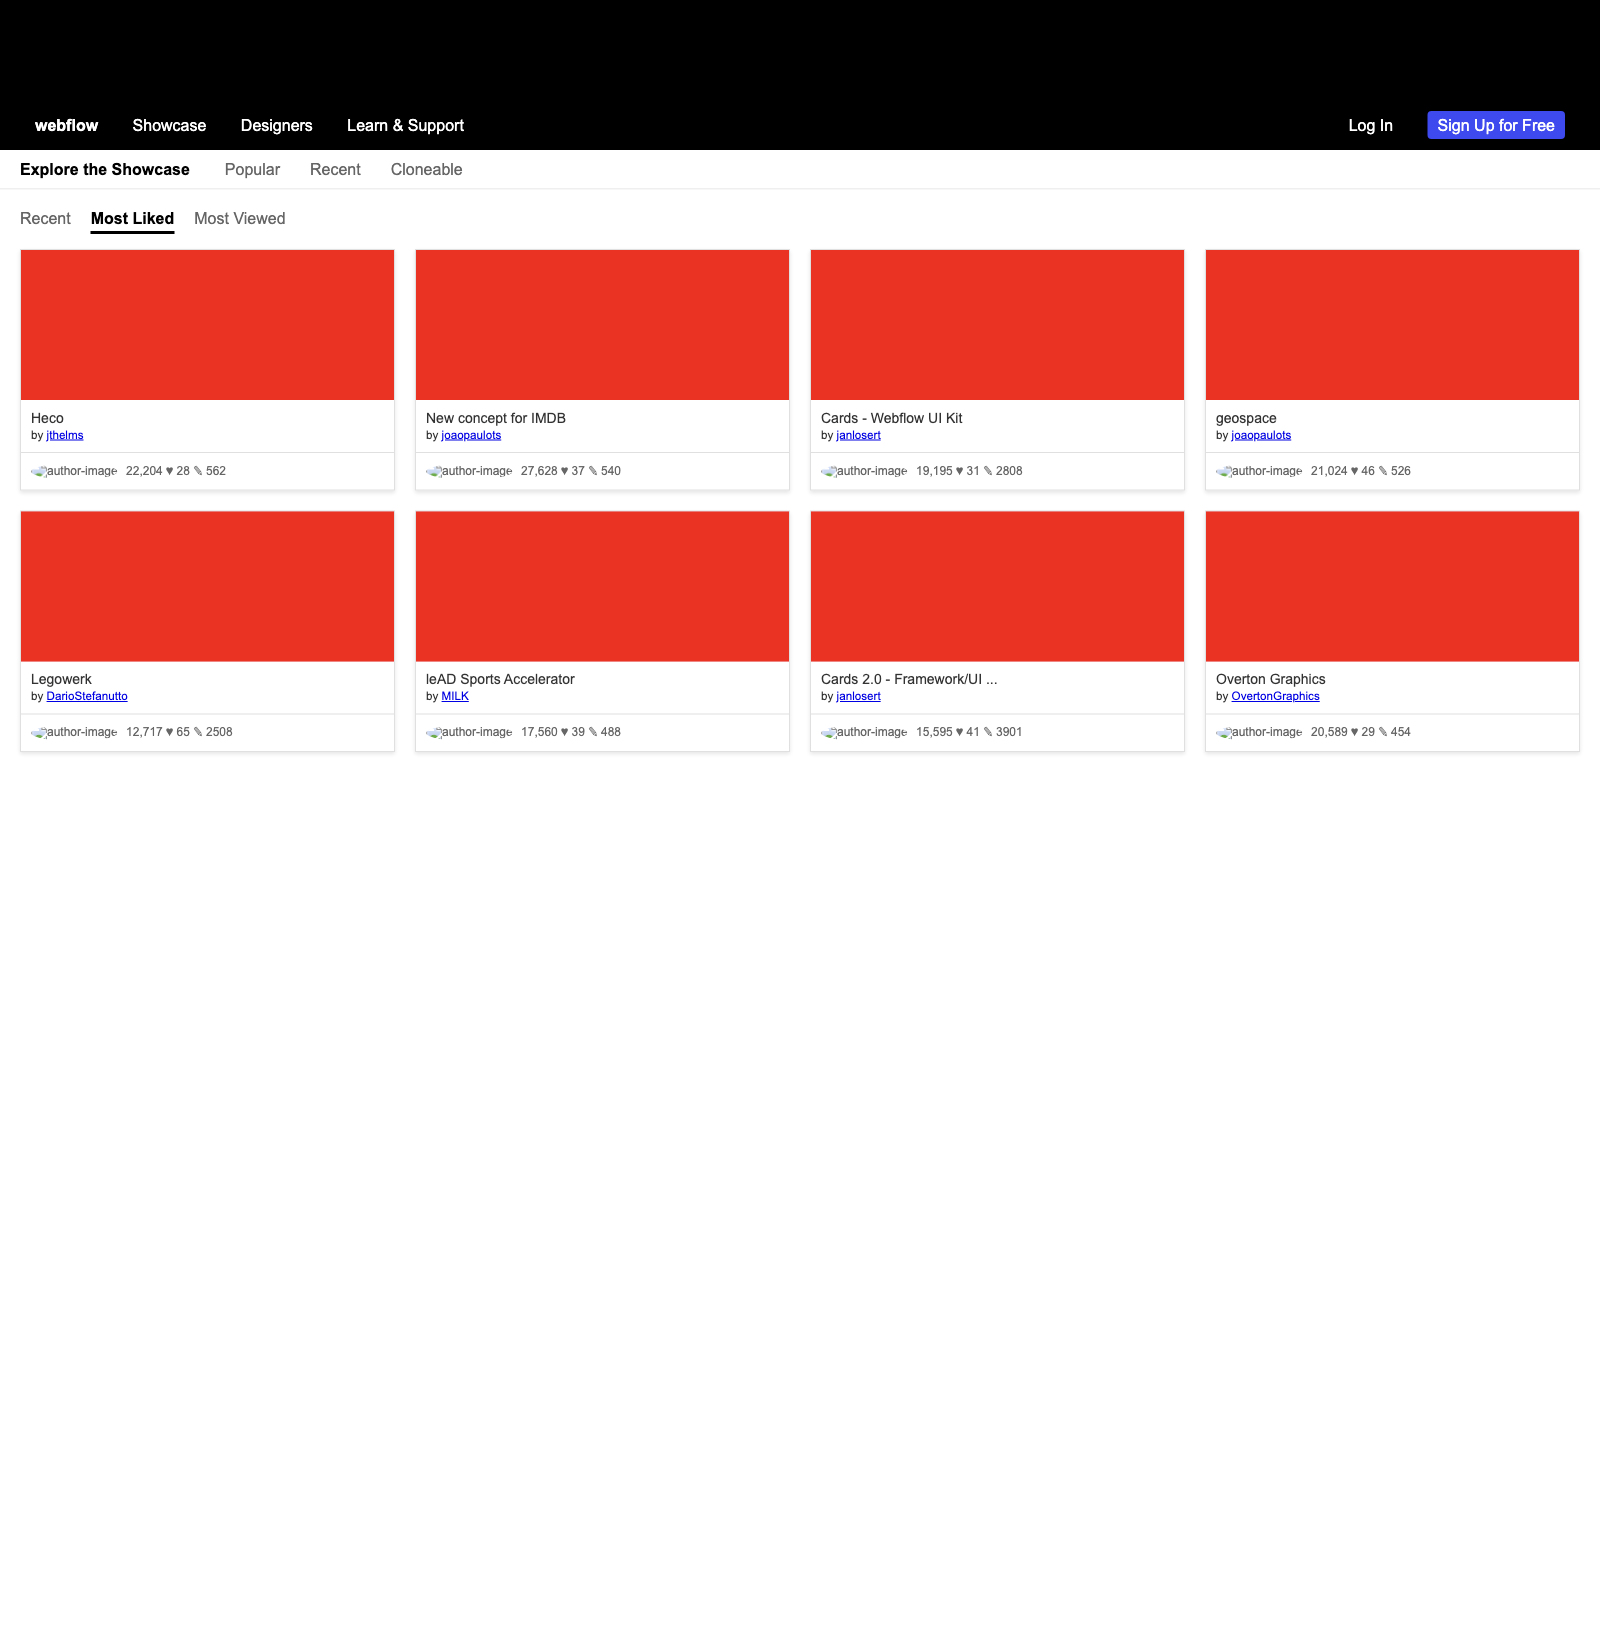 webflow Showcase Designers Learn & Support Log In Sign Up for Free
Explore the Showcase Popular Recent Cloneable
Recent Most Liked Most Viewed
Heco
by jthelms
author-image 22,204 ♥ 28 ✎ 562
New concept for IMDB
by joaopaulots
author-image 27,628 ♥ 37 ✎ 540
Cards - Webflow UI Kit
by janlosert
author-image 19,195 ♥ 31 ✎ 2808
geospace
by joaopaulots
author-image 21,024 ♥ 46 ✎ 526
Legowerk
by DarioStefanutto
author-image 12,717 ♥ 65 ✎ 2508
leAD Sports Accelerator
by MILK
author-image 17,560 ♥ 39 ✎ 488
Cards 2.0 - Framework/UI ...
by janlosert
author-image 15,595 ♥ 41 ✎ 3901
Overton Graphics
by OvertonGraphics
author-image 20,589 ♥ 29 ✎ 454